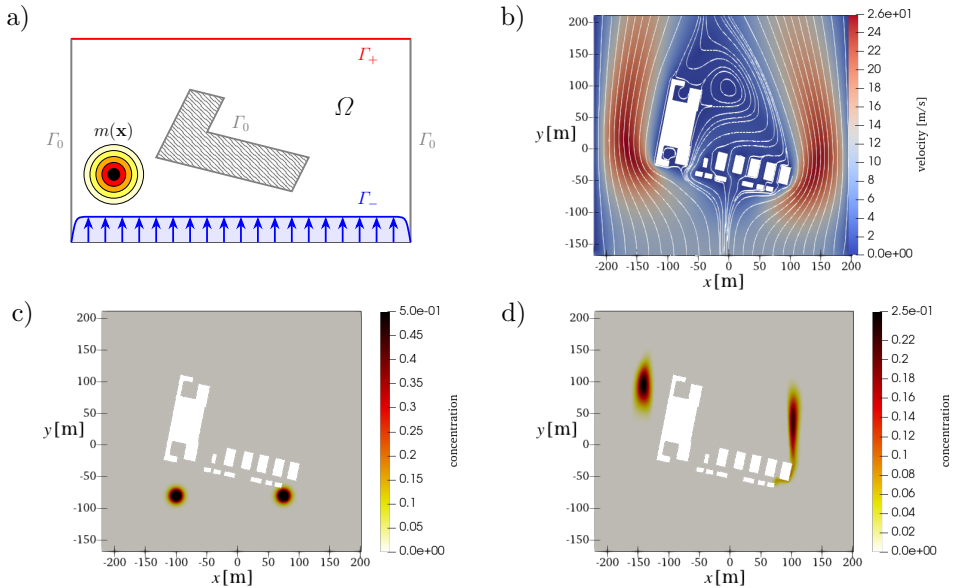 a)
Γ+
Ω
m(x)
Γ0
Γ0
Γ0
Γ−
b)
200
150
100
50
y[m] 0
-50
-100
-150
-200 -150 -100 -50 0 50 100 150 200
x[m]
2.6e+01
24
22
20
18
16
14
12
10
8
6
4
2
0.0e+00
velocity [m/s]
c)
200
150
100
50
y[m] 0
-50
-100
-150
-200 -150 -100 -50 0 50 100 150 200
x[m]
5.0e-01
0.45
0.4
0.35
0.3
0.25
0.2
0.15
0.1
0.05
0.0e+00
concentration
d)
200
150
100
50
y[m] 0
-50
-100
-150
-200 -150 -100 -50 0 50 100 150 200
x[m]
2.5e-01
0.22
0.2
0.18
0.16
0.14
0.12
0.1
0.08
0.06
0.04
0.02
0.0e+00
concentration